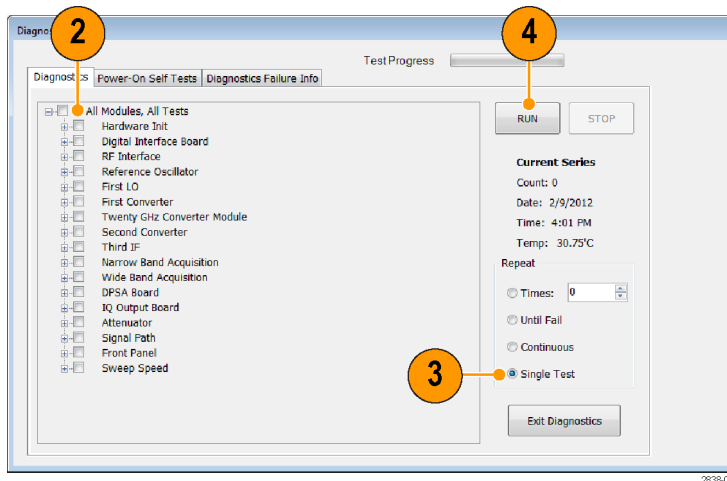 Diagnos
2
4
Test Progress
Diagnostics Power-On Self Tests Diagnostics Failure Info
All Modules, All Tests
Hardware Init
Digital Interface Board
RF Interface
Reference Oscillator
First LO
First Converter
Twenty GHz Converter Module
Second Converter
Third IF
Narrow Band Acquisition
Wide Band Acquisition
DPSA Board
IQ Output Board
Attenuator
Signal Path
Front Panel
Sweep Speed
RUN STOP
Current Series
Count: 0
Date: 2/9/2012
Time: 4:01 PM
Temp: 30.75'C
Repeat
Times: 0
Until Fail
Continuous
3
Single Test
Exit Diagnostics